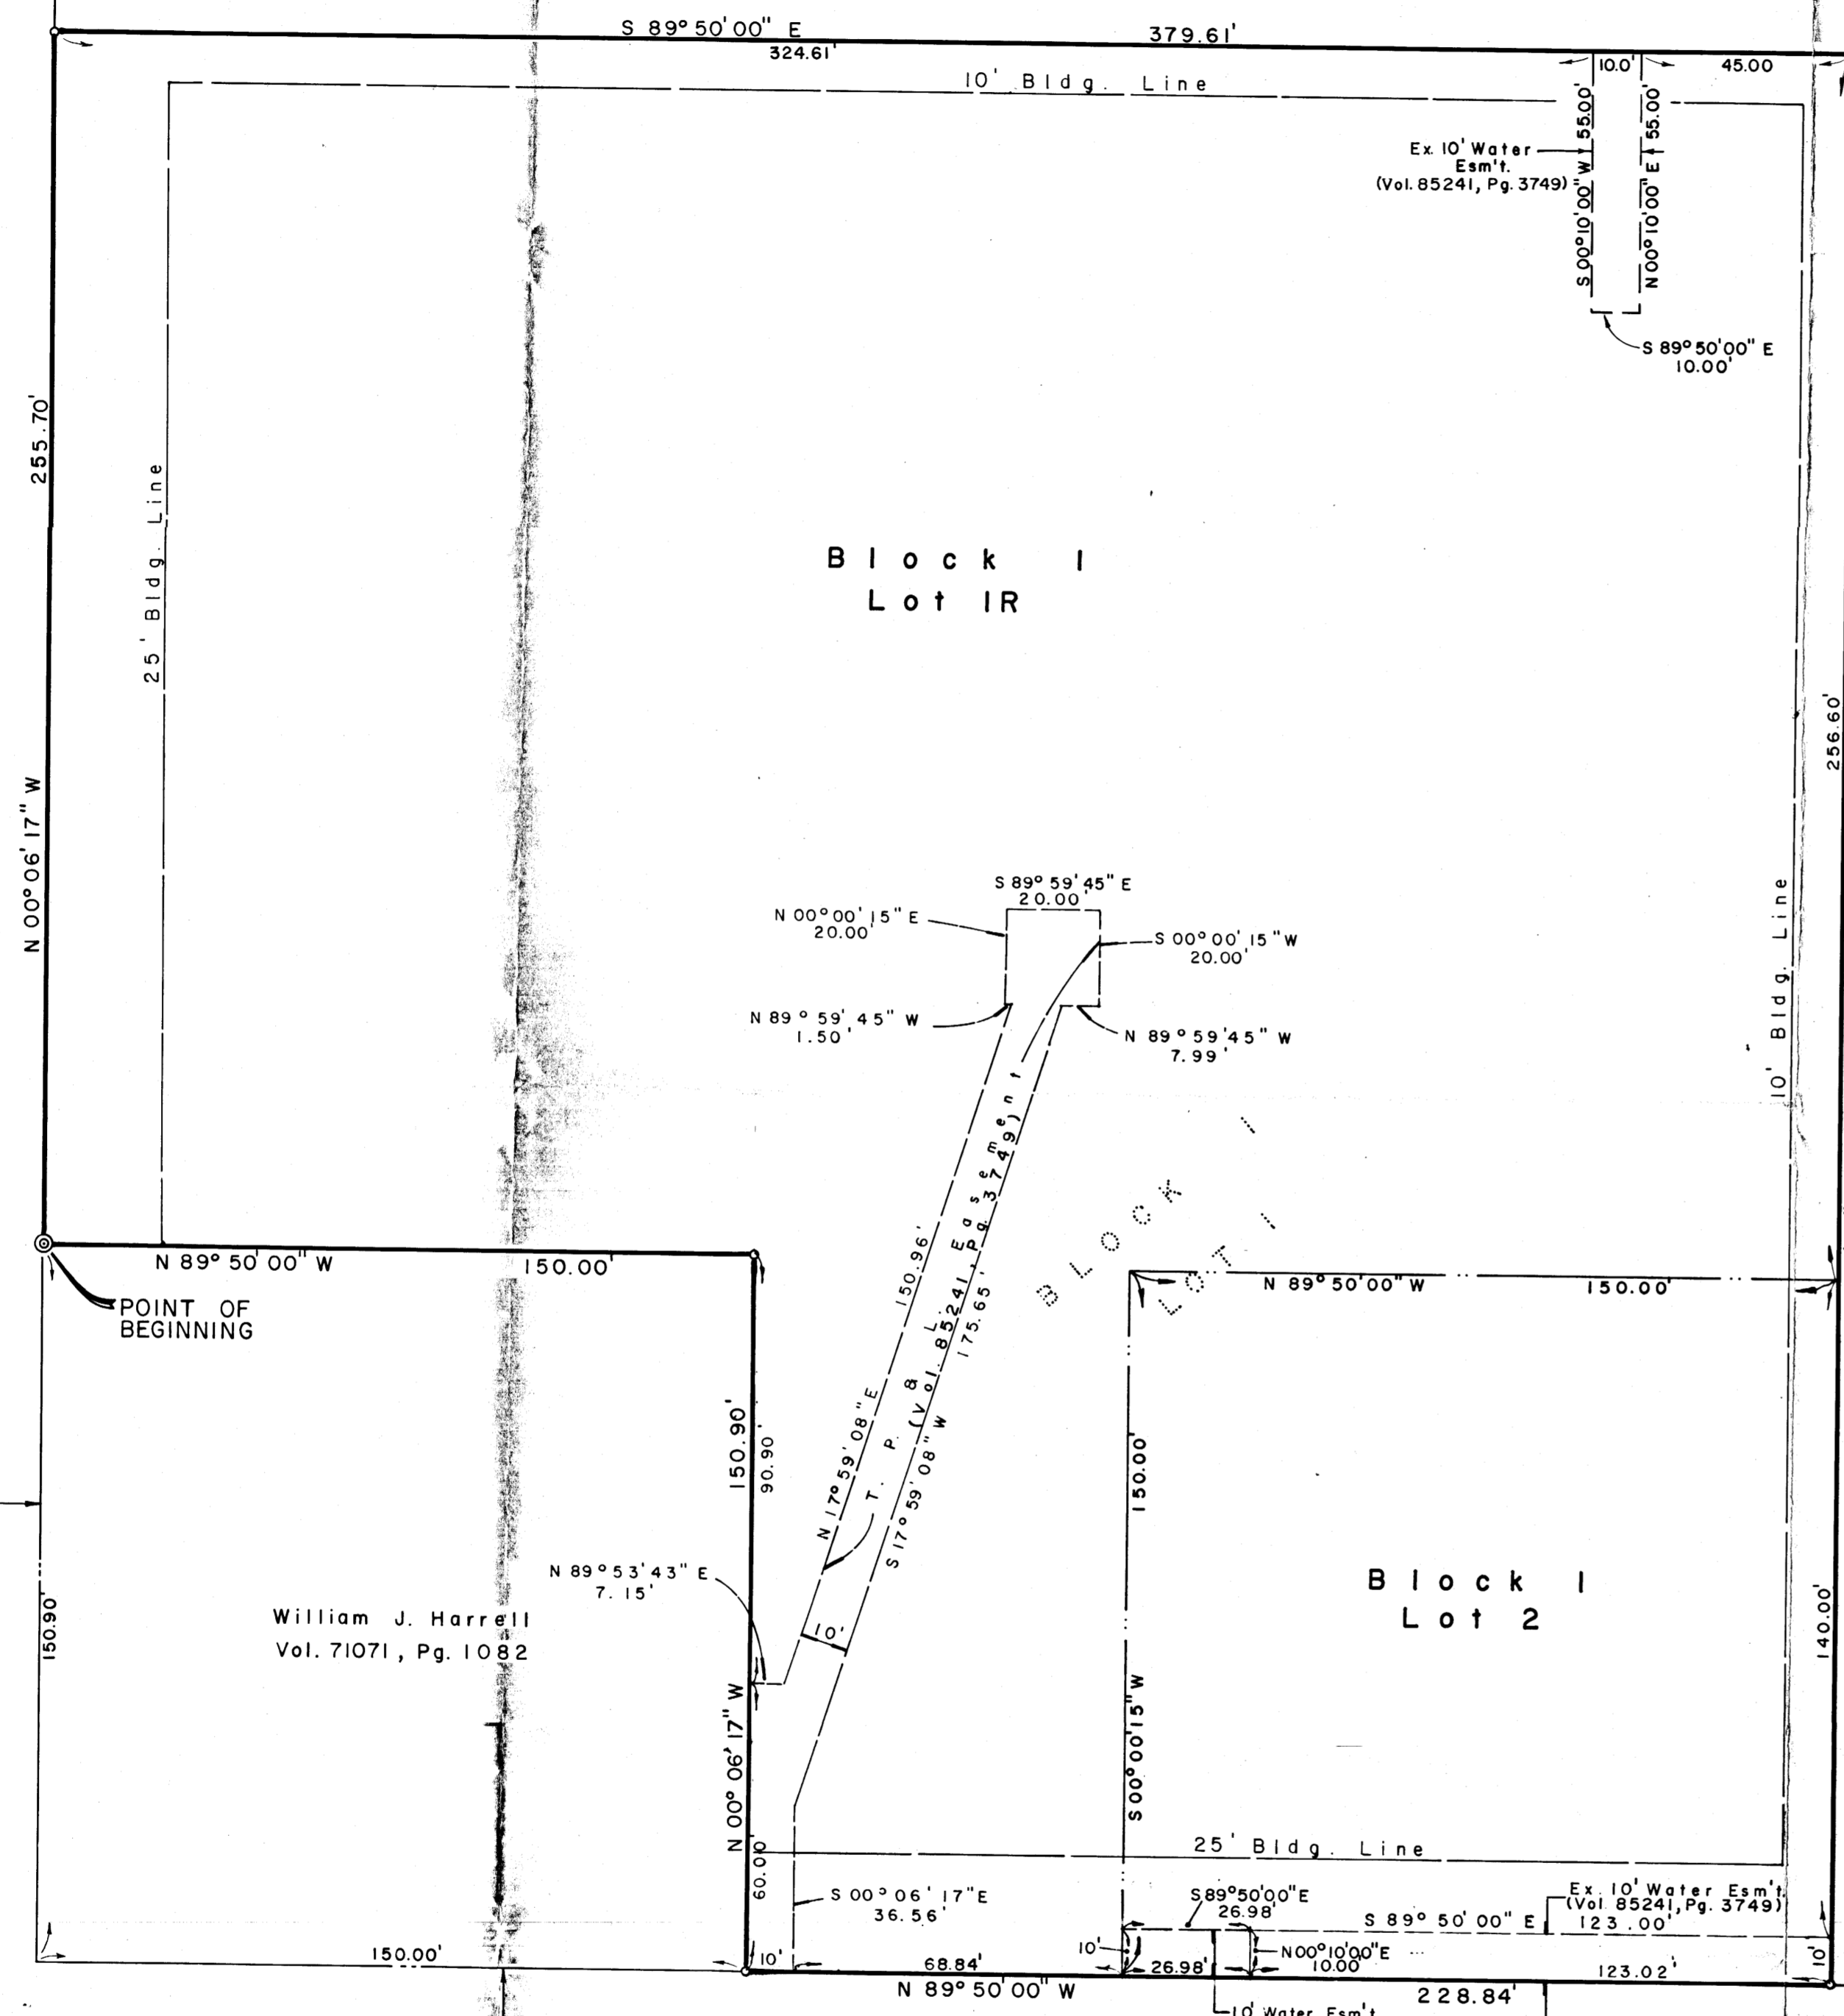 S 89° 50' 00" E
379.61'
324.61'
10.0'
45.00
10' Bldg. Line
S 00°10'00" W 55.00'
N 00°10'00" E 55.00'
Ex. 10' Water
Esm't.
(Vol. 85241, Pg. 3749)
S 89° 50' 00" E
10.00'
255.70'
N 00° 06' 17" W
25' Bldg. Line
Block 1
Lot 1R
256.60'
10' Bldg. Line
S 89° 59' 45" E
20.00'
N 00° 00' 15" E
20.00'
S 00° 00' 15" W
20.00'
N 89° 59' 45" W
1.50'
N 89° 59' 45" W
7.99'
T. P. & L. Easement
(Vol. 85241, Pg. 3749)
N 17° 59' 08" E
150.96'
S 17° 59' 08" W
175.65'
10'
BLOCK 1
LOT 1
N 89° 50' 00" W
150.00'
POINT OF
BEGINNING
N 89° 50' 00" W
150.00'
150.90'
90.90'
N 00° 06' 17" W
60.00'
150.00'
S 00° 00' 15" W
N 89° 53' 43" E
7.15'
William J. Harrell
Vol. 71071, Pg. 1082
150.90'
Block 1
Lot 2
140.00'
25' Bldg. Line
S 00° 06' 17" E
36.56'
S 89° 50' 00" E
26.98'
Ex. 10' Water Esm't.
(Vol. 85241, Pg. 3749)
S 89° 50' 00" E
123.00'
10'
N 00° 10' 00" E
10.00'
10'
150.00'
10'
68.84'
26.98'
123.02'
N 89° 50' 00" W
228.84'
10' Water Esm't.